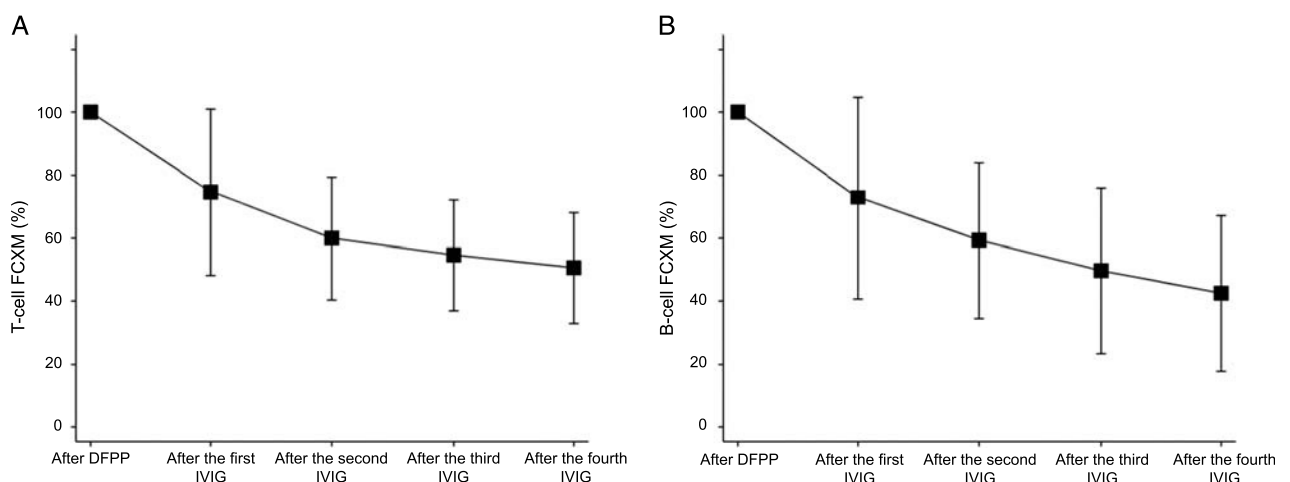 A
T-cell FCXM (%)
100
80
60
40
20
0
After DFPP
After the first
IVIG
After the second
IVIG
After the third
IVIG
After the fourth
IVIG
B
B-cell FCXM (%)
100
80
60
40
20
0
After DFPP
After the first
IVIG
After the second
IVIG
After the third
IVIG
After the fourth
IVIG